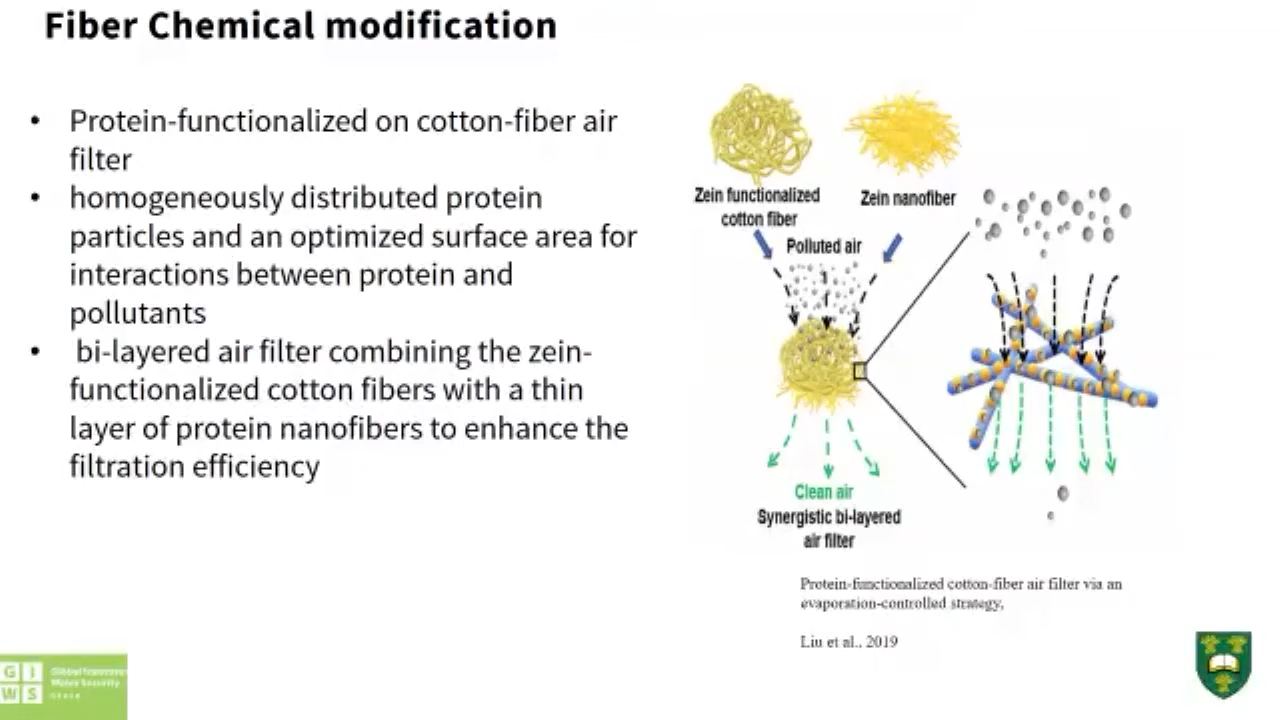 Fiber Chemical modification
• Protein-functionalized on cotton-fiber air
filter
• homogeneously distributed protein
particles and an optimized surface area for
interactions between protein and
pollutants
• bi-layered air filter combining the zein-
functionalized cotton fibers with a thin
layer of protein nanofibers to enhance the
filtration efficiency
Zein functionalized
cotton fiber
Zein nanofiber
Polluted air
Clean air
Synergistic bi-layered
air filter
Protein-functionalized cotton-fiber air filter via an
evaporation-controlled strategy,
Liu et al., 2019
G I
W S
Water Security